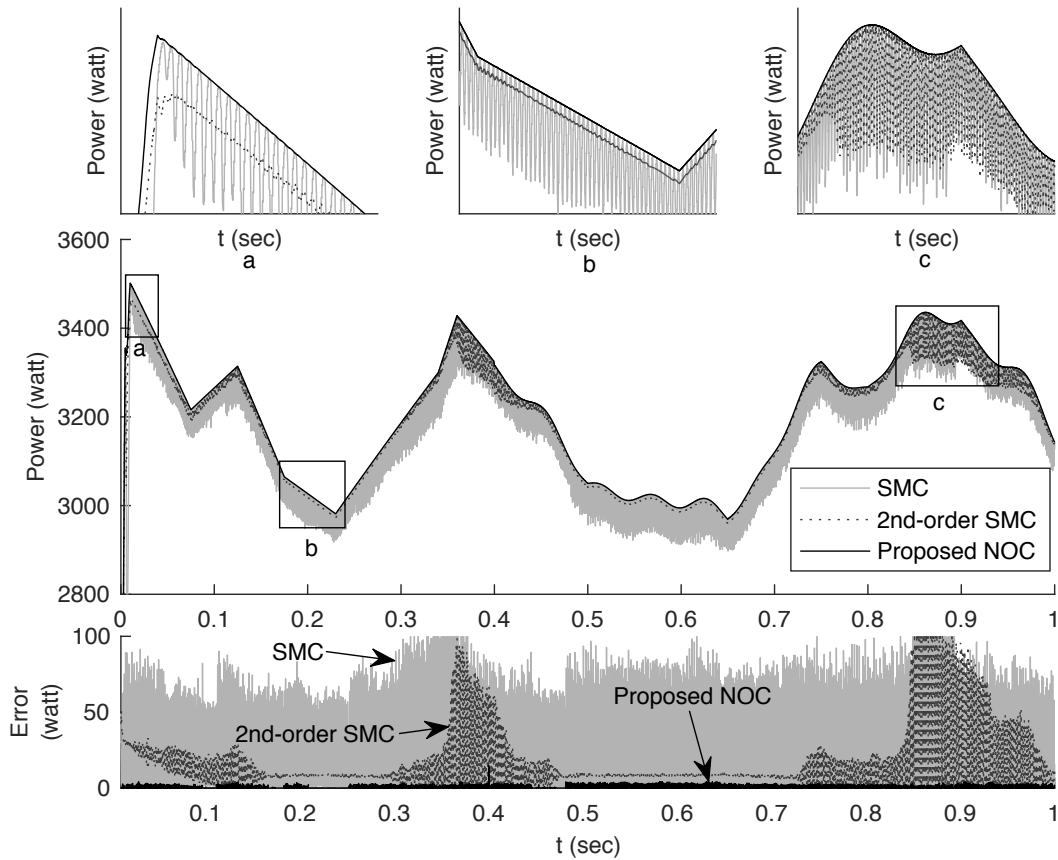 Power (watt)
t (sec)
a
Power (watt)
t (sec)
b
Power (watt)
t (sec)
c
Power (watt)
3600
3400
3200
3000
2800
a
b
c
SMC
2nd-order SMC
Proposed NOC
0 0.1 0.2 0.3 0.4 0.5 0.6 0.7 0.8 0.9 1
Error
(watt)
100
50
0
SMC
2nd-order SMC
Proposed NOC
0.1 0.2 0.3 0.4 0.5 0.6 0.7 0.8 0.9 1
t (sec)